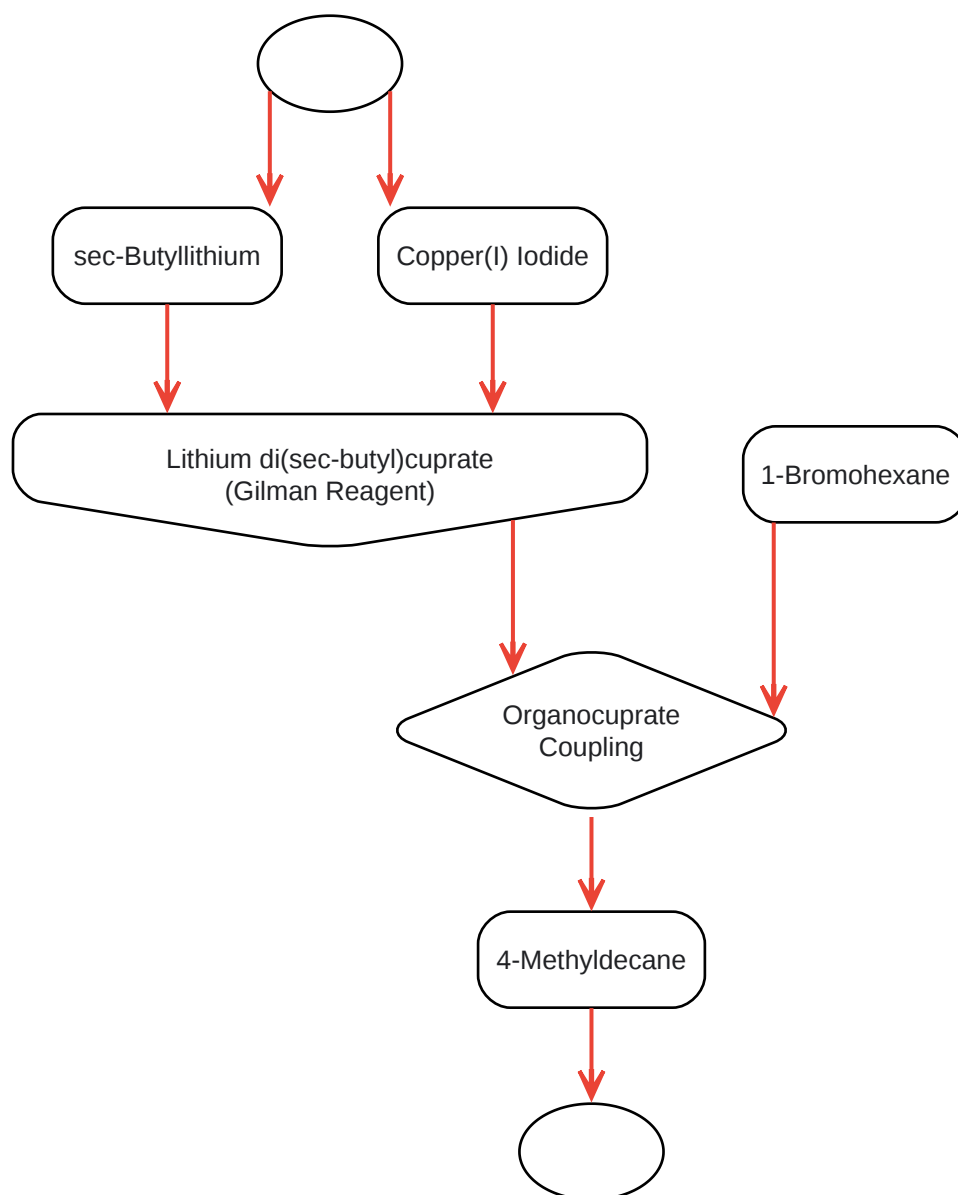 sec-Butyllithium
Copper(I) Iodide
Lithium di(sec-butyl)cuprate
(Gilman Reagent)
1-Bromohexane
Organocuprate
Coupling
4-Methyldecane